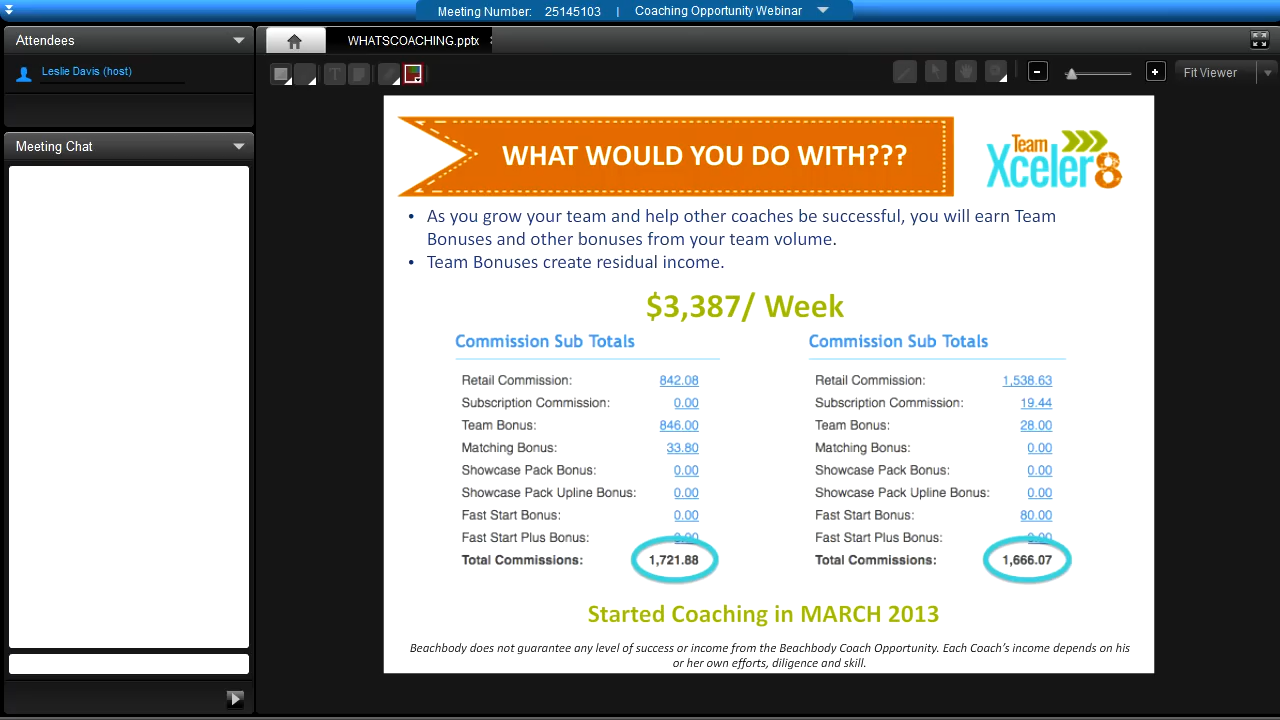 Meeting Number: 25145103 | Coaching Opportunity Webinar
Attendees
Leslie Davis (host)
Meeting Chat
WHATSCOACHING.pptx
Fit Viewer
WHAT WOULD YOU DO WITH???
Team
Xceler8
• As you grow your team and help other coaches be successful, you will earn Team
Bonuses and other bonuses from your team volume.
• Team Bonuses create residual income.
$3,387/ Week
Commission Sub Totals
Retail Commission: 842.08
Subscription Commission: 0.00
Team Bonus: 846.00
Matching Bonus: 33.80
Showcase Pack Bonus: 0.00
Showcase Pack Upline Bonus: 0.00
Fast Start Bonus: 0.00
Fast Start Plus Bonus: 0.00
Total Commissions: 1,721.88
Commission Sub Totals
Retail Commission: 1,538.63
Subscription Commission: 19.44
Team Bonus: 28.00
Matching Bonus: 0.00
Showcase Pack Bonus: 0.00
Showcase Pack Upline Bonus: 0.00
Fast Start Bonus: 80.00
Fast Start Plus Bonus: 0.00
Total Commissions: 1,666.07
Started Coaching in MARCH 2013
Beachbody does not guarantee any level of success or income from the Beachbody Coach Opportunity. Each Coach's income depends on his
or her own efforts, diligence and skill.